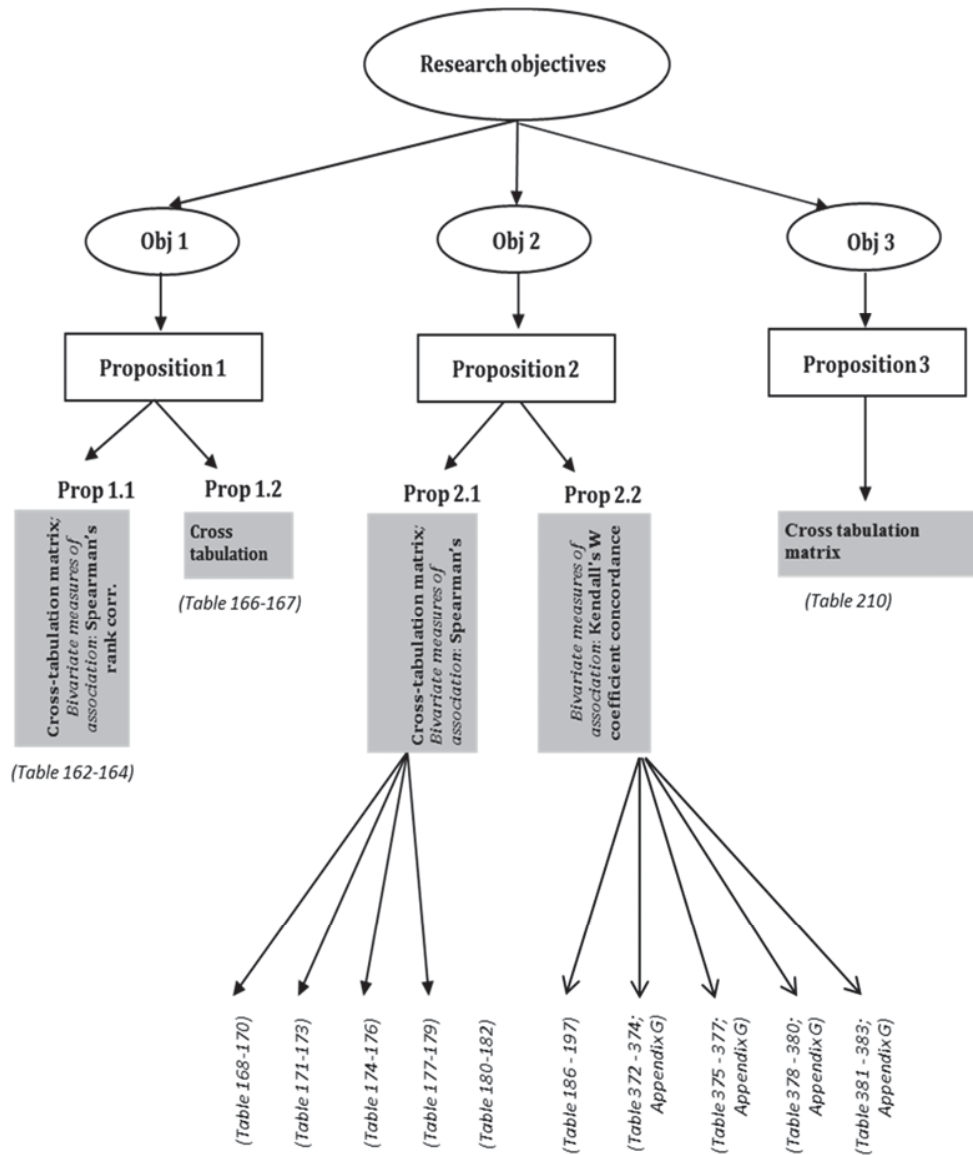 Research objectives
Obj 1
Obj 2
Obj 3
Proposition 1
Proposition 2
Proposition 3
Prop 1.1
Prop 1.2
Prop 2.1
Prop 2.2
Cross-tabulation matrix;
Bivariate measures of
association: Spearman's
rank corr.
(Table 162-164)
Cross
tabulation
(Table 166-167)
Cross-tabulation matrix;
Bivariate measures of
association: Spearman's
Bivariate measures of
association: Kendall's W
coefficient concordance
Cross tabulation
matrix
(Table 210)
(Table 168-170)
(Table 171-173)
(Table 174-176)
(Table 177-179)
(Table 180-182)
(Table 186 - 197)
(Table 372 - 374;
Appendix G)
(Table 375 - 377;
Appendix G)
(Table 378 - 380;
Appendix G)
(Table 381 - 383;
Appendix G)